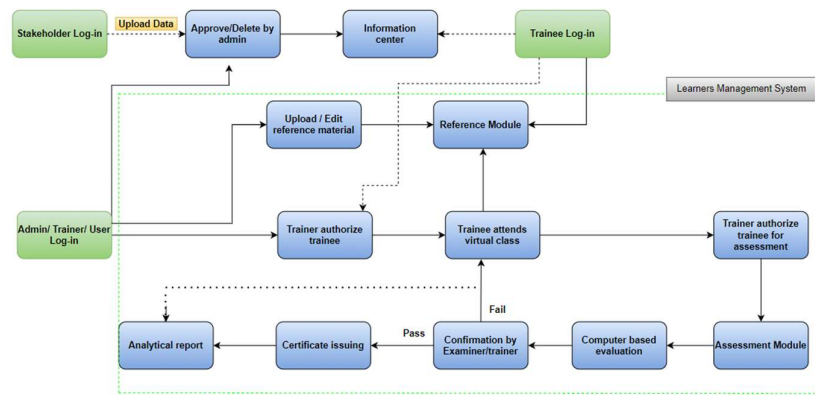 Stakeholder Log-in
Upload Data
Approve/Delete by
admin
Information
center
Trainee Log-in
Learners Management System
Upload / Edit
reference material
Reference Module
Admin/ Trainer/ User
Log-in
Trainer authorize
trainee
Trainee attends
virtual class
Trainer authorize
trainee for
assessment
Fail
Pass
Analytical report
Certificate issuing
Confirmation by
Examiner/trainer
Computer based
evaluation
Assessment Module